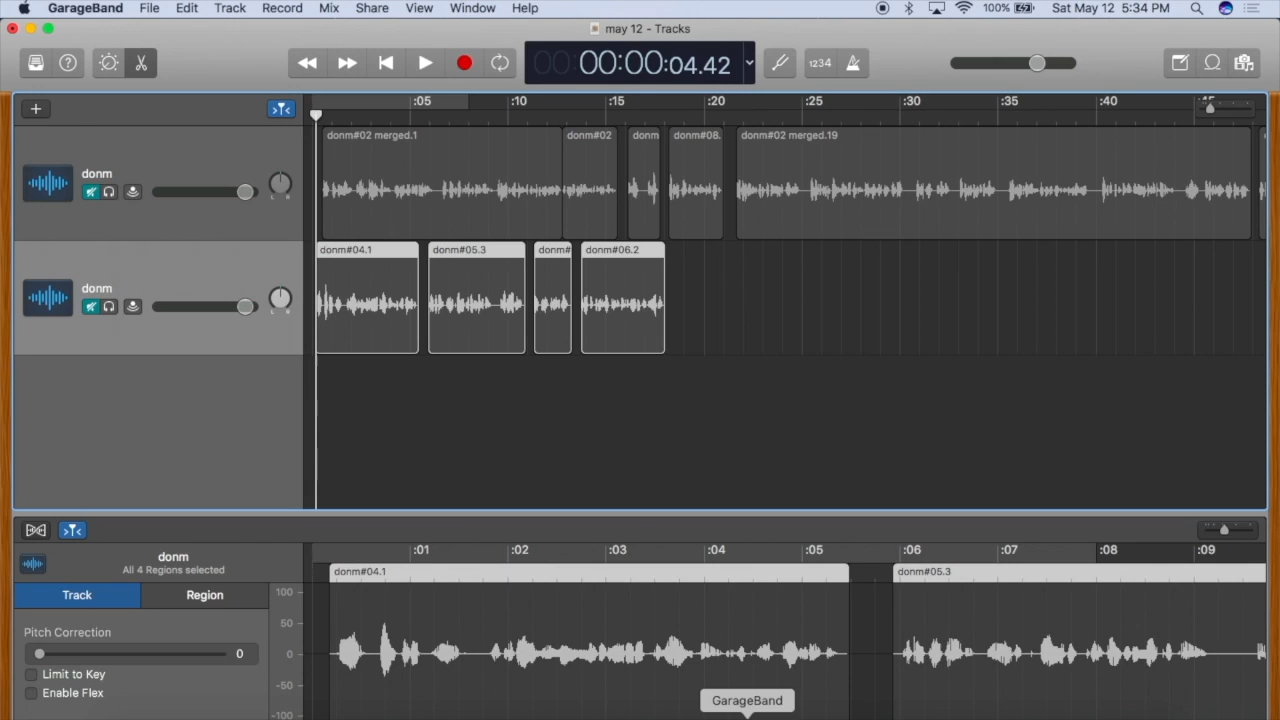 GarageBand File Edit Track Record Mix Share View Window Help 100% Sat May 12 5:34 PM
may 12 - Tracks
00:00:04.42
1234
:05 :10 :15 :20 :25 :30 :35 :40
donm#02 merged.1 donm#02 donm donm#08. donm#02 merged.19
donm
L R
donm#04.1 donm#05.3 donm# donm#06.2
donm
L R
:01 :02 :03 :04 :05 :06 :07 :08 :09
donm
All 4 Regions selected
donm#04.1 donm#05.3
Track Region
100
50
0
-50
-100
Pitch Correction
0
Limit to Key
Enable Flex
GarageBand